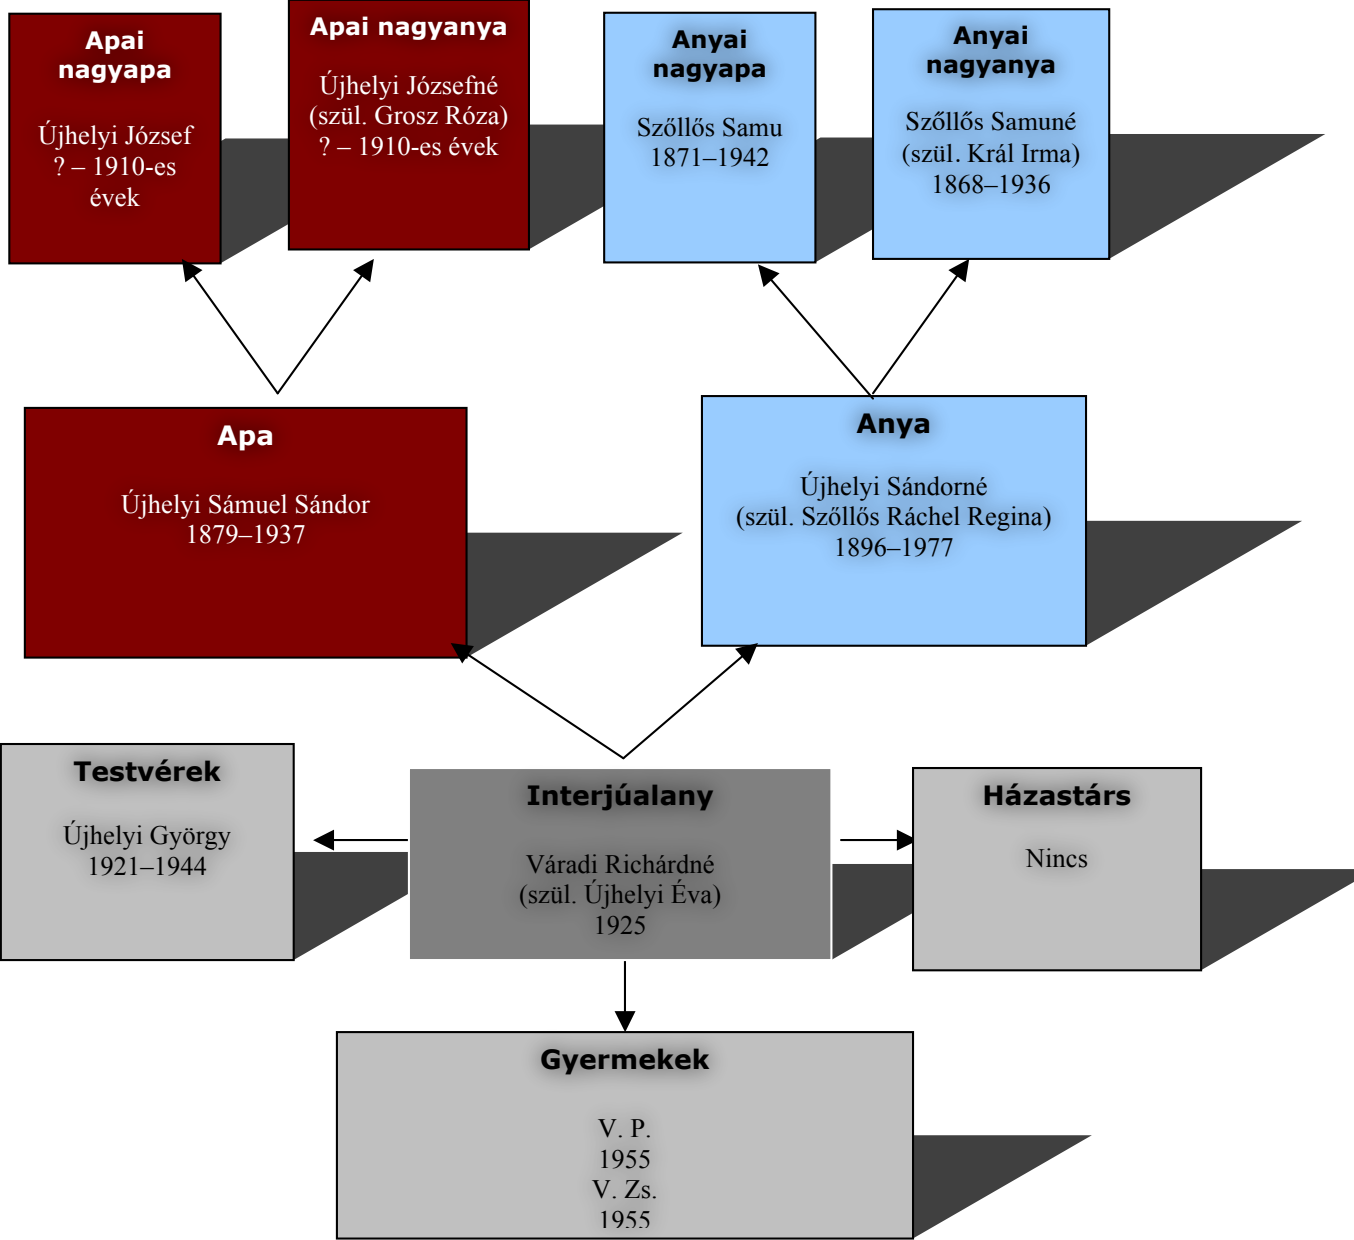 Apai
nagyapa
Újhelyi József
? – 1910-es
évek
Apai nagyanya
Újhelyi Józsefné
(szül. Grosz Róza)
? – 1910-es évek
Anyai
nagyapa
Szőllős Samu
1871–1942
Anyai
nagyanya
Szőllős Samuné
(szül. Král Irma)
1868–1936
Apa
Újhelyi Sámuel Sándor
1879–1937
Anya
Újhelyi Sándorné
(szül. Szőllős Ráchel Regina)
1896–1977
Testvérek
Újhelyi György
1921–1944
Interjúalany
Váradi Richárdné
(szül. Újhelyi Éva)
1925
Házastárs
Nincs
Gyermekek
V. P.
1955
V. Zs.
1955